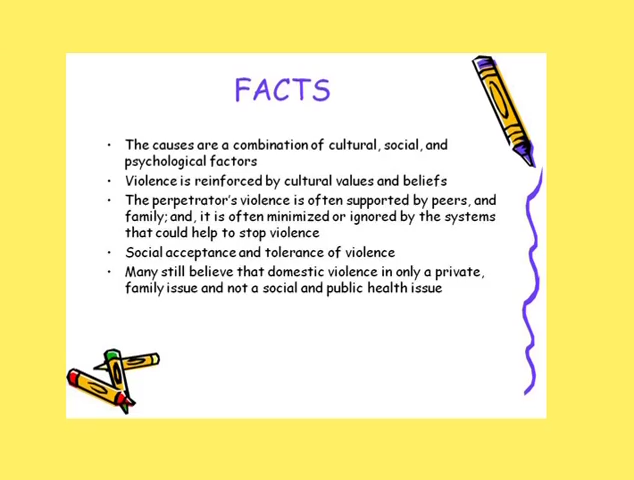 FACTS
• The causes are a combination of cultural, social, and
psychological factors
• Violence is reinforced by cultural values and beliefs
• The perpetrator's violence is often supported by peers, and
family; and, it is often minimized or ignored by the systems
that could help to stop violence
• Social acceptance and tolerance of violence
• Many still believe that domestic violence in only a private,
family issue and not a social and public health issue